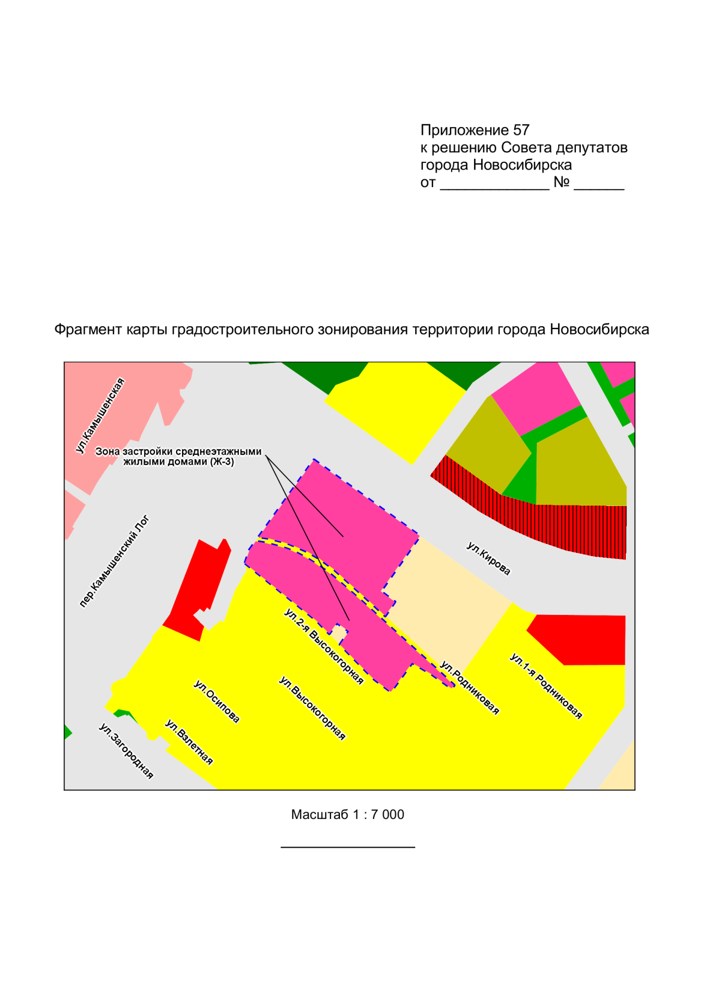 Приложение 57
к решению Совета депутатов
города Новосибирска
от _____________ № ______
Фрагмент карты градостроительного зонирования территории города Новосибирска
ул.Камышенская
Зона застройки среднеэтажными
жилыми домами (Ж-3)
пер.Камышенский Лог
ул.Кирова
ул.2-я Высокогорная
ул.Родниковая
ул.1-я Родниковая
ул.Осипова
ул.Высокогорная
ул.Взлетная
ул.Загородная
Масштаб 1 : 7 000